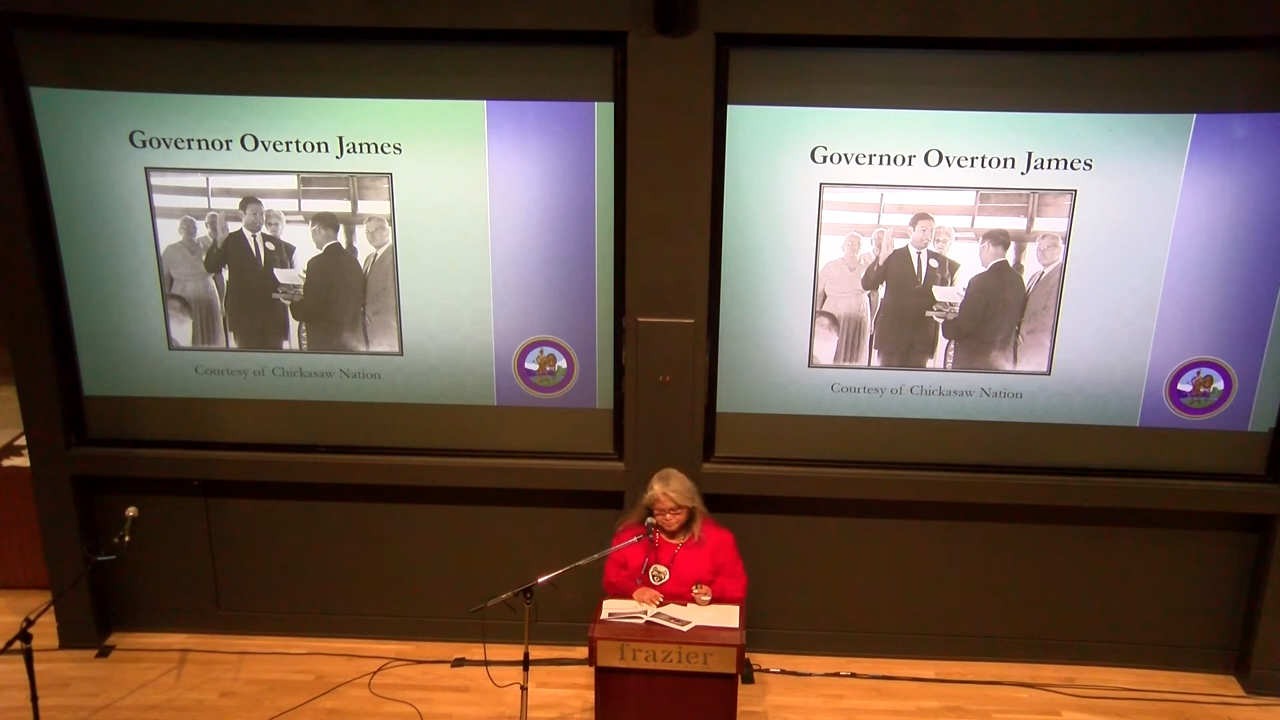 Governor Overton James
Courtesy of Chickasaw Nation
Governor Overton James
Courtesy of Chickasaw Nation
frazier